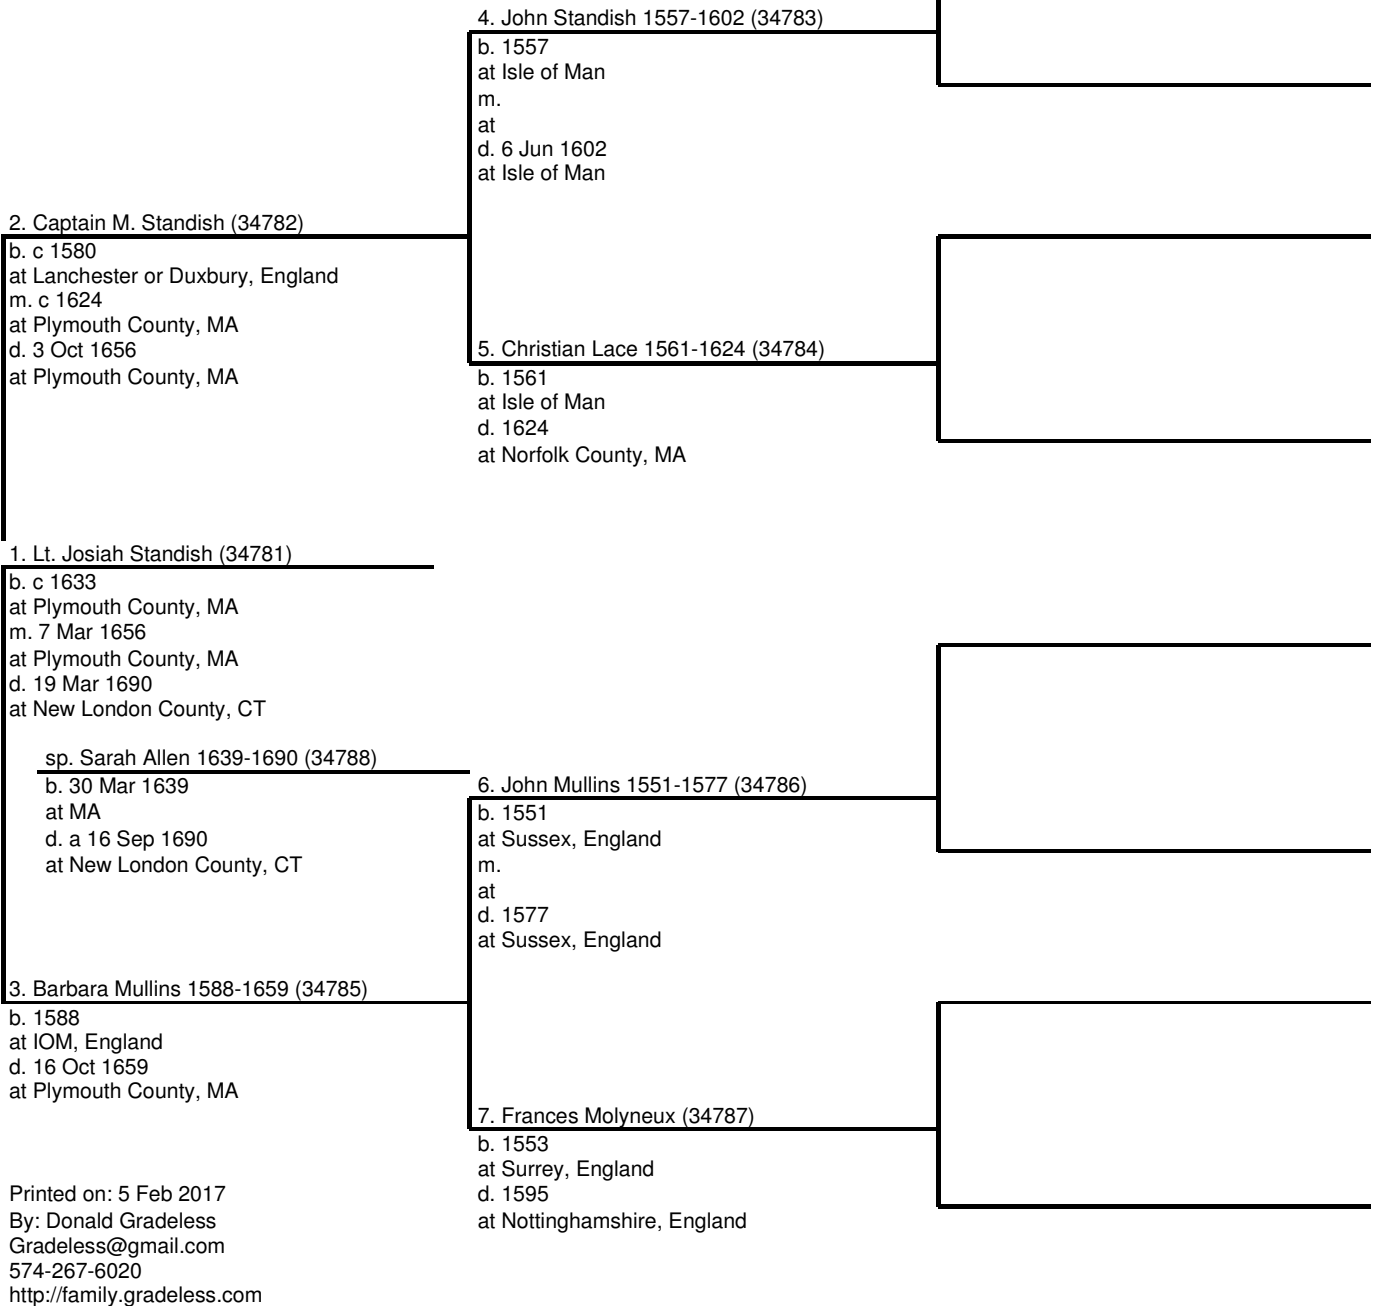 4. John Standish 1557-1602 (34783)
b. 1557
at Isle of Man
m.
at
d. 6 Jun 1602
at Isle of Man
2. Captain M. Standish (34782)
b. c 1580
at Lanchester or Duxbury, England
m. c 1624
at Plymouth County, MA
d. 3 Oct 1656
at Plymouth County, MA
5. Christian Lace 1561-1624 (34784)
b. 1561
at Isle of Man
d. 1624
at Norfolk County, MA
1. Lt. Josiah Standish (34781)
b. c 1633
at Plymouth County, MA
m. 7 Mar 1656
at Plymouth County, MA
d. 19 Mar 1690
at New London County, CT
sp. Sarah Allen 1639-1690 (34788)
b. 30 Mar 1639
at MA
d. a 16 Sep 1690
at New London County, CT
6. John Mullins 1551-1577 (34786)
b. 1551
at Sussex, England
m.
at
d. 1577
at Sussex, England
3. Barbara Mullins 1588-1659 (34785)
b. 1588
at IOM, England
d. 16 Oct 1659
at Plymouth County, MA
7. Frances Molyneux (34787)
b. 1553
at Surrey, England
d. 1595
at Nottinghamshire, England
Printed on: 5 Feb 2017
By: Donald Gradeless
Gradeless@gmail.com
574-267-6020
http://family.gradeless.com